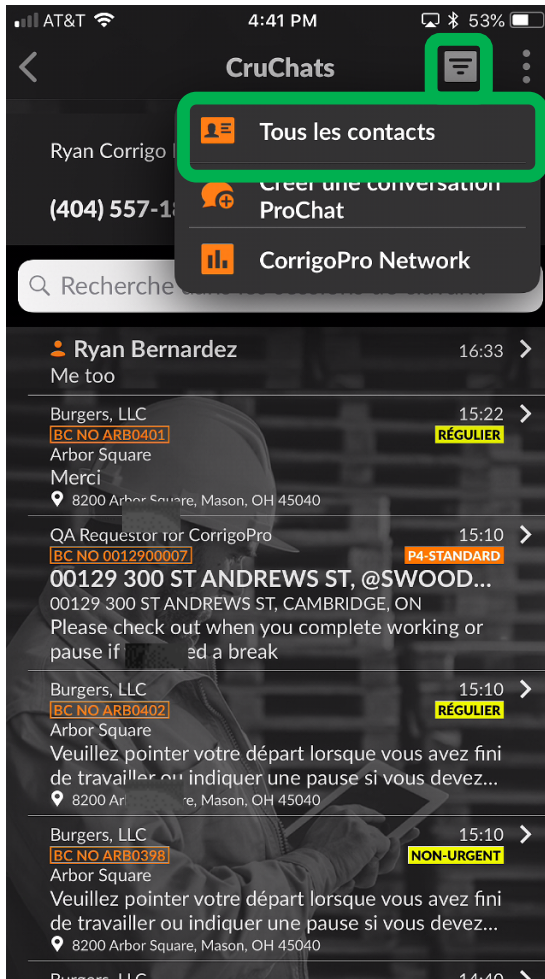 AT&T 4:41 PM 53%
CruChats
Tous les contacts
Ryan Corrigo
Créer une conversation
ProChat
(404) 557-1
CorrigoPro Network
Recherche
Ryan Bernardez 16:33
Me too
Burgers, LLC 15:22
BC NO ARB0401 RÉGULIER
Arbor Square
Merci
8200 Arbor Square, Mason, OH 45040
QA Requestor for CorrigoPro 15:10
BC NO 0012900007 P4-STANDARD
00129 300 ST ANDREWS ST, @SWOOD...
00129 300 ST ANDREWS ST, CAMBRIDGE, ON
Please check out when you complete working or
pause if ed a break
Burgers, LLC 15:10
BC NO ARB0402 RÉGULIER
Arbor Square
Veuillez pointer votre départ lorsque vous avez fini
de travailler ou indiquer une pause si vous devez...
8200 Ar re, Mason, OH 45040
Burgers, LLC 15:10
BC NO ARB0398 NON-URGENT
Arbor Square
Veuillez pointer votre départ lorsque vous avez fini
de travailler ou indiquer une pause si vous devez...
8200 Arbor Square, Mason, OH 45040
Burgers, LLC 14:40